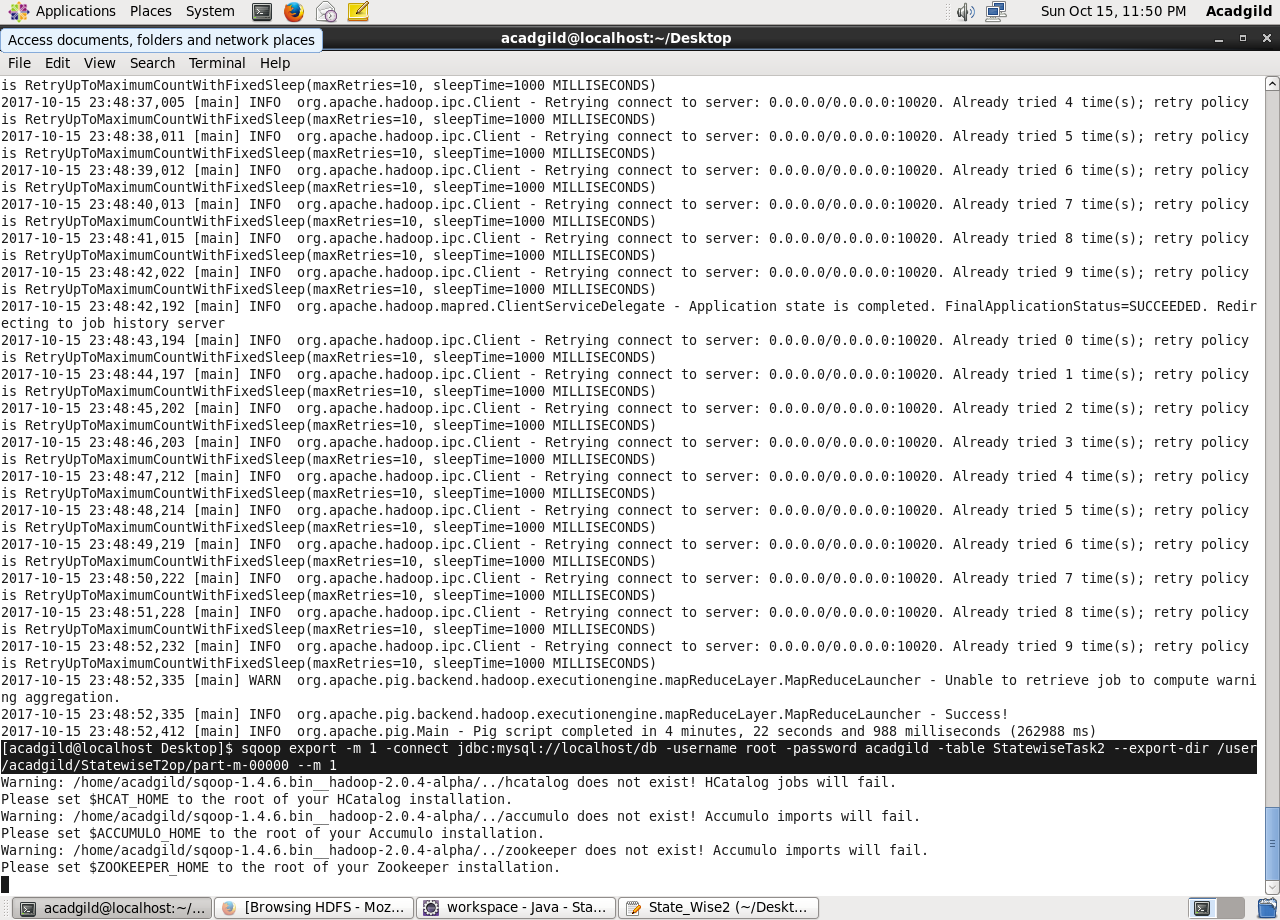 Applications Places System Sun Oct 15, 11:50 PM Acadgild
Access documents, folders and network places acadgild@localhost:~/Desktop
File Edit View Search Terminal Help
is RetryUpToMaximumCountWithFixedSleep(maxRetries=10, sleepTime=1000 MILLISECONDS)
2017-10-15 23:48:37,005 [main] INFO  org.apache.hadoop.ipc.Client - Retrying connect to server: 0.0.0.0/0.0.0.0:10020. Already tried 4 time(s); retry policy
is RetryUpToMaximumCountWithFixedSleep(maxRetries=10, sleepTime=1000 MILLISECONDS)
2017-10-15 23:48:38,011 [main] INFO  org.apache.hadoop.ipc.Client - Retrying connect to server: 0.0.0.0/0.0.0.0:10020. Already tried 5 time(s); retry policy
is RetryUpToMaximumCountWithFixedSleep(maxRetries=10, sleepTime=1000 MILLISECONDS)
2017-10-15 23:48:39,012 [main] INFO  org.apache.hadoop.ipc.Client - Retrying connect to server: 0.0.0.0/0.0.0.0:10020. Already tried 6 time(s); retry policy
is RetryUpToMaximumCountWithFixedSleep(maxRetries=10, sleepTime=1000 MILLISECONDS)
2017-10-15 23:48:40,013 [main] INFO  org.apache.hadoop.ipc.Client - Retrying connect to server: 0.0.0.0/0.0.0.0:10020. Already tried 7 time(s); retry policy
is RetryUpToMaximumCountWithFixedSleep(maxRetries=10, sleepTime=1000 MILLISECONDS)
2017-10-15 23:48:41,015 [main] INFO  org.apache.hadoop.ipc.Client - Retrying connect to server: 0.0.0.0/0.0.0.0:10020. Already tried 8 time(s); retry policy
is RetryUpToMaximumCountWithFixedSleep(maxRetries=10, sleepTime=1000 MILLISECONDS)
2017-10-15 23:48:42,022 [main] INFO  org.apache.hadoop.ipc.Client - Retrying connect to server: 0.0.0.0/0.0.0.0:10020. Already tried 9 time(s); retry policy
is RetryUpToMaximumCountWithFixedSleep(maxRetries=10, sleepTime=1000 MILLISECONDS)
2017-10-15 23:48:42,192 [main] INFO  org.apache.hadoop.mapred.ClientServiceDelegate - Application state is completed. FinalApplicationStatus=SUCCEEDED. Redir
ecting to job history server
2017-10-15 23:48:43,194 [main] INFO  org.apache.hadoop.ipc.Client - Retrying connect to server: 0.0.0.0/0.0.0.0:10020. Already tried 0 time(s); retry policy
is RetryUpToMaximumCountWithFixedSleep(maxRetries=10, sleepTime=1000 MILLISECONDS)
2017-10-15 23:48:44,197 [main] INFO  org.apache.hadoop.ipc.Client - Retrying connect to server: 0.0.0.0/0.0.0.0:10020. Already tried 1 time(s); retry policy
is RetryUpToMaximumCountWithFixedSleep(maxRetries=10, sleepTime=1000 MILLISECONDS)
2017-10-15 23:48:45,202 [main] INFO  org.apache.hadoop.ipc.Client - Retrying connect to server: 0.0.0.0/0.0.0.0:10020. Already tried 2 time(s); retry policy
is RetryUpToMaximumCountWithFixedSleep(maxRetries=10, sleepTime=1000 MILLISECONDS)
2017-10-15 23:48:46,203 [main] INFO  org.apache.hadoop.ipc.Client - Retrying connect to server: 0.0.0.0/0.0.0.0:10020. Already tried 3 time(s); retry policy
is RetryUpToMaximumCountWithFixedSleep(maxRetries=10, sleepTime=1000 MILLISECONDS)
2017-10-15 23:48:47,212 [main] INFO  org.apache.hadoop.ipc.Client - Retrying connect to server: 0.0.0.0/0.0.0.0:10020. Already tried 4 time(s); retry policy
is RetryUpToMaximumCountWithFixedSleep(maxRetries=10, sleepTime=1000 MILLISECONDS)
2017-10-15 23:48:48,214 [main] INFO  org.apache.hadoop.ipc.Client - Retrying connect to server: 0.0.0.0/0.0.0.0:10020. Already tried 5 time(s); retry policy
is RetryUpToMaximumCountWithFixedSleep(maxRetries=10, sleepTime=1000 MILLISECONDS)
2017-10-15 23:48:49,219 [main] INFO  org.apache.hadoop.ipc.Client - Retrying connect to server: 0.0.0.0/0.0.0.0:10020. Already tried 6 time(s); retry policy
is RetryUpToMaximumCountWithFixedSleep(maxRetries=10, sleepTime=1000 MILLISECONDS)
2017-10-15 23:48:50,222 [main] INFO  org.apache.hadoop.ipc.Client - Retrying connect to server: 0.0.0.0/0.0.0.0:10020. Already tried 7 time(s); retry policy
is RetryUpToMaximumCountWithFixedSleep(maxRetries=10, sleepTime=1000 MILLISECONDS)
2017-10-15 23:48:51,228 [main] INFO  org.apache.hadoop.ipc.Client - Retrying connect to server: 0.0.0.0/0.0.0.0:10020. Already tried 8 time(s); retry policy
is RetryUpToMaximumCountWithFixedSleep(maxRetries=10, sleepTime=1000 MILLISECONDS)
2017-10-15 23:48:52,232 [main] INFO  org.apache.hadoop.ipc.Client - Retrying connect to server: 0.0.0.0/0.0.0.0:10020. Already tried 9 time(s); retry policy
is RetryUpToMaximumCountWithFixedSleep(maxRetries=10, sleepTime=1000 MILLISECONDS)
2017-10-15 23:48:52,335 [main] WARN  org.apache.pig.backend.hadoop.executionengine.mapReduceLayer.MapReduceLauncher - Unable to retrieve job to compute warni
ng aggregation.
2017-10-15 23:48:52,335 [main] INFO  org.apache.pig.backend.hadoop.executionengine.mapReduceLayer.MapReduceLauncher - Success!
2017-10-15 23:48:52,412 [main] INFO  org.apache.pig.Main - Pig script completed in 4 minutes, 22 seconds and 988 milliseconds (262988 ms)
[acadgild@localhost Desktop]$ sqoop export -m 1 -connect jdbc:mysql://localhost/db -username root -password acadgild -table StatewiseTask2 --export-dir /user
/acadgild/StatewiseT2op/part-m-00000 --m 1
Warning: /home/acadgild/sqoop-1.4.6.bin__hadoop-2.0.4-alpha/../hcatalog does not exist! HCatalog jobs will fail.
Please set $HCAT_HOME to the root of your HCatalog installation.
Warning: /home/acadgild/sqoop-1.4.6.bin__hadoop-2.0.4-alpha/../accumulo does not exist! Accumulo imports will fail.
Please set $ACCUMULO_HOME to the root of your Accumulo installation.
Warning: /home/acadgild/sqoop-1.4.6.bin__hadoop-2.0.4-alpha/../zookeeper does not exist! Accumulo imports will fail.
Please set $ZOOKEEPER_HOME to the root of your Zookeeper installation.
acadgild@localhost:~/... [Browsing HDFS - Moz... workspace - Java - Sta... State_Wise2 (~/Deskt...